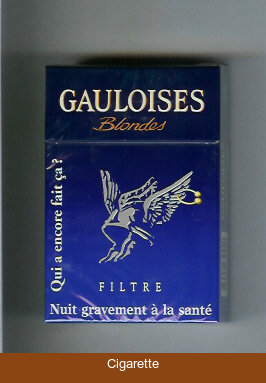 GAULOISES
Blondes
Qui a encore fait ça ?
FILTRE
Nuit gravement à la santé
Cigarette